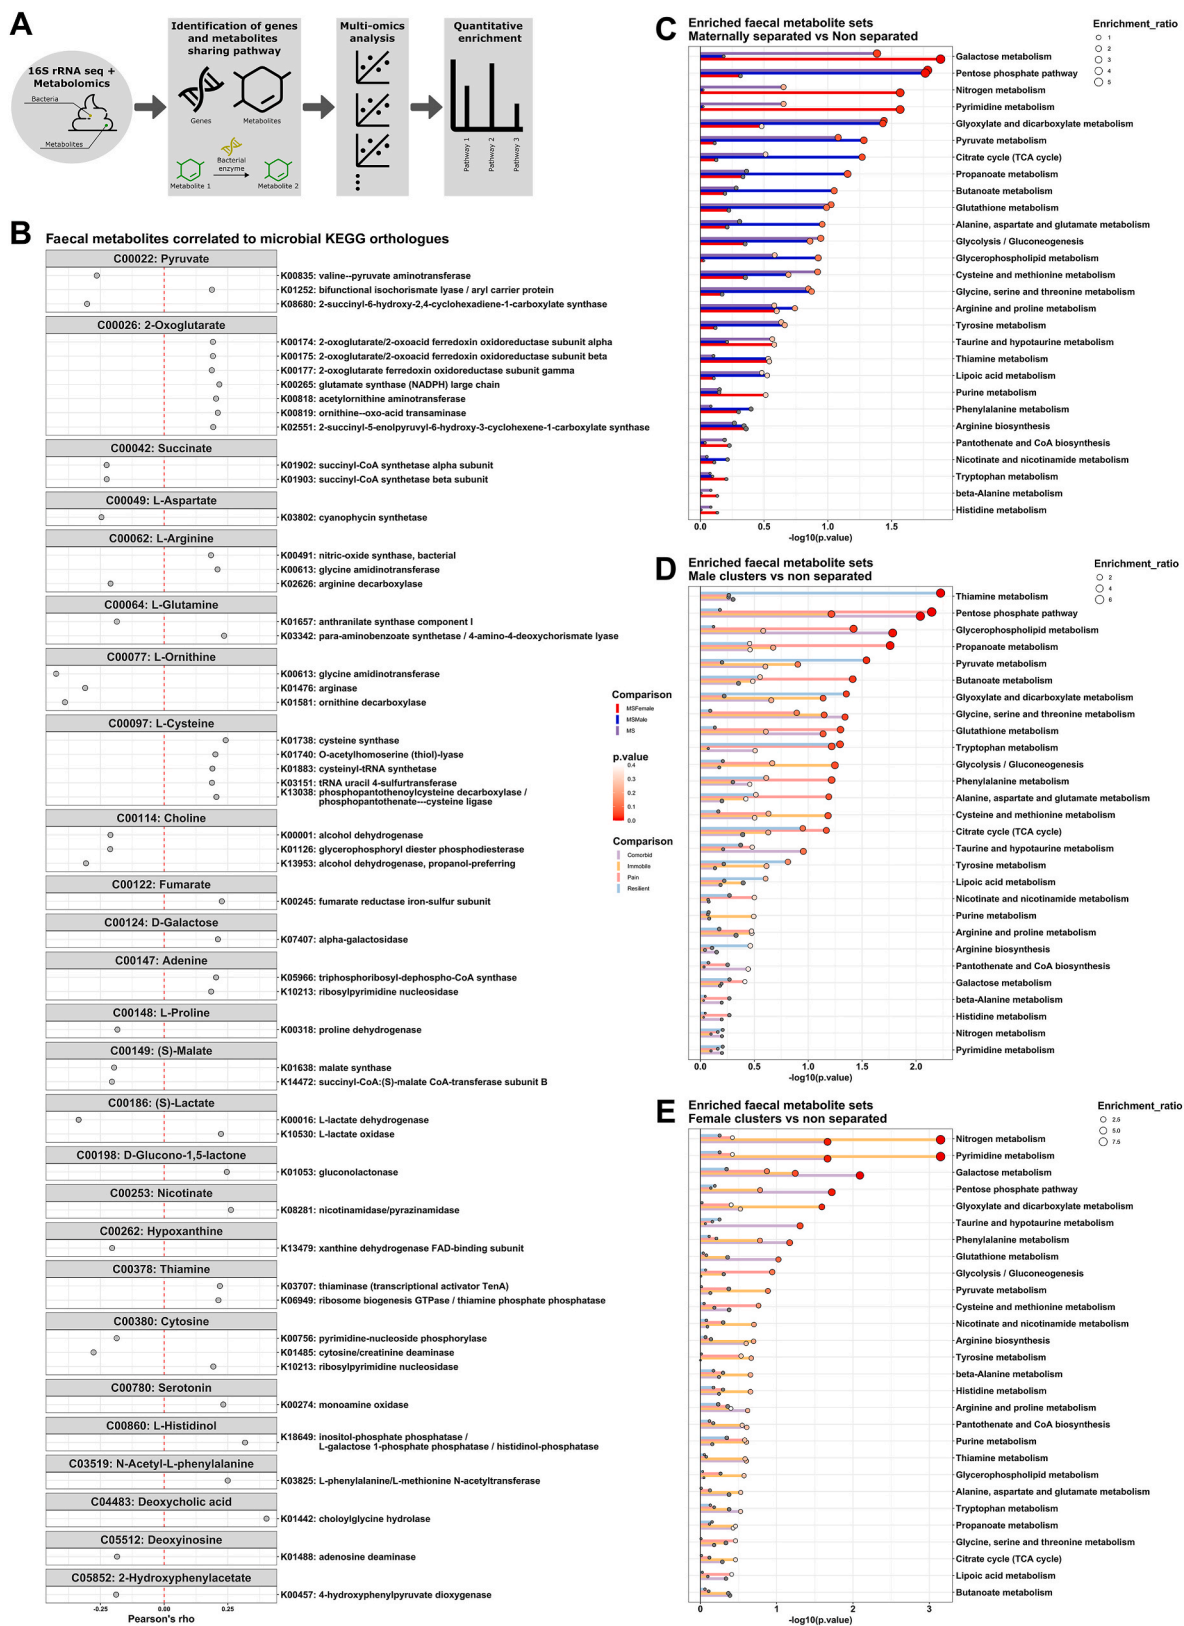 A
16S rRNA seq +
Metabolomics
Bacteria
Metabolites
Identification of genes
and metabolites
sharing pathway
Genes
Metabolites
Bacterial
enzyme
Metabolite 1
Metabolite 2
Multi-omics
analysis
Quantitative
enrichment
Pathway 1
Pathway 2
Pathway 3
B
Faecal metabolites correlated to microbial KEGG orthologues
C00022: Pyruvate
K00835: valine--pyruvate aminotransferase
K01252: bifunctional isochorismate lyase / aryl carrier protein
K08680: 2-succinyl-6-hydroxy-2,4-cyclohexadiene-1-carboxylate synthase
C00026: 2-Oxoglutarate
K00174: 2-oxoglutarate/2-oxoacid ferredoxin oxidoreductase subunit alpha
K00175: 2-oxoglutarate/2-oxoacid ferredoxin oxidoreductase subunit beta
K00177: 2-oxoglutarate ferredoxin oxidoreductase subunit gamma
K00265: glutamate synthase (NADPH) large chain
K00818: acetylornithine aminotransferase
K00819: ornithine--oxo-acid transaminase
K02551: 2-succinyl-5-enolpyruvyl-6-hydroxy-3-cyclohexene-1-carboxylate synthase
C00042: Succinate
K01902: succinyl-CoA synthetase alpha subunit
K01903: succinyl-CoA synthetase beta subunit
C00049: L-Aspartate
K03802: cyanophycin synthetase
C00062: L-Arginine
K00491: nitric-oxide synthase, bacterial
K00613: glycine amidinotransferase
K02626: arginine decarboxylase
C00064: L-Glutamine
K01657: anthranilate synthase component I
K03342: para-aminobenzoate synthetase / 4-amino-4-deoxychorismate lyase
C00077: L-Ornithine
K00613: glycine amidinotransferase
K01476: arginase
K01581: ornithine decarboxylase
C00097: L-Cysteine
K01738: cysteine synthase
K01740: O-acetylhomoserine (thiol)-lyase
K01883: cysteinyl-tRNA synthetase
K03151: tRNA uracil 4-sulfurtransferase
K13038: phosphopantothenoylcysteine decarboxylase /
phosphopantothenate---cysteine ligase
C00114: Choline
K00001: alcohol dehydrogenase
K01126: glycerophosphoryl diester phosphodiesterase
K13953: alcohol dehydrogenase, propanol-preferring
C00122: Fumarate
K00245: fumarate reductase iron-sulfur subunit
C00124: D-Galactose
K07407: alpha-galactosidase
C00147: Adenine
K05966: triphosphoribosyl-dephospho-CoA synthase
K10213: ribosylpyrimidine nucleosidase
C00148: L-Proline
K00318: proline dehydrogenase
C00149: (S)-Malate
K01638: malate synthase
K14472: succinyl-CoA:(S)-malate CoA-transferase subunit B
C00186: (S)-Lactate
K00016: L-lactate dehydrogenase
K10530: L-lactate oxidase
C00198: D-Glucono-1,5-lactone
K01053: gluconolactonase
C00253: Nicotinate
K08281: nicotinamidase/pyrazinamidase
C00262: Hypoxanthine
K13479: xanthine dehydrogenase FAD-binding subunit
C00378: Thiamine
K03707: thiaminase (transcriptional activator TenA)
K06949: ribosome biogenesis GTPase / thiamine phosphate phosphatase
C00380: Cytosine
K00756: pyrimidine-nucleoside phosphorylase
K01485: cytosine/creatinine deaminase
K10213: ribosylpyrimidine nucleosidase
C00780: Serotonin
K00274: monoamine oxidase
C00860: L-Histidinol
K18649: inositol-phosphate phosphatase /
L-galactose 1-phosphate phosphatase / histidinol-phosphatase
C03519: N-Acetyl-L-phenylalanine
K03825: L-phenylalanine/L-methionine N-acetyltransferase
C04483: Deoxycholic acid
K01442: choloylglycine hydrolase
C05512: Deoxyinosine
K01488: adenosine deaminase
C05852: 2-Hydroxyphenylacetate
K00457: 4-hydroxyphenylpyruvate dioxygenase
-0.25 0.00 0.25
Pearson's rho
C
Enriched faecal metabolite sets
Maternally separated vs Non separated
Enrichment_ratio
1
2
3
4
5
Galactose metabolism
Pentose phosphate pathway
Nitrogen metabolism
Pyrimidine metabolism
Glyoxylate and dicarboxylate metabolism
Pyruvate metabolism
Citrate cycle (TCA cycle)
Propanoate metabolism
Butanoate metabolism
Glutathione metabolism
Alanine, aspartate and glutamate metabolism
Glycolysis / Gluconeogenesis
Glycerophospholipid metabolism
Cysteine and methionine metabolism
Glycine, serine and threonine metabolism
Arginine and proline metabolism
Tyrosine metabolism
Taurine and hypotaurine metabolism
Thiamine metabolism
Lipoic acid metabolism
Purine metabolism
Phenylalanine metabolism
Arginine biosynthesis
Pantothenate and CoA biosynthesis
Nicotinate and nicotinamide metabolism
Tryptophan metabolism
beta-Alanine metabolism
Histidine metabolism
0.0 0.5 1.0 1.5
-log10(p.value)
Comparison
MSFemale
MSMale
MS
p.value
0.4
0.3
0.2
0.1
0.0
Comparison
Comorbid
Immobile
Pain
Resilient
D
Enriched faecal metabolite sets
Male clusters vs non separated
Enrichment_ratio
2
4
6
Thiamine metabolism
Pentose phosphate pathway
Glycerophospholipid metabolism
Propanoate metabolism
Pyruvate metabolism
Butanoate metabolism
Glyoxylate and dicarboxylate metabolism
Glycine, serine and threonine metabolism
Glutathione metabolism
Tryptophan metabolism
Glycolysis / Gluconeogenesis
Phenylalanine metabolism
Alanine, aspartate and glutamate metabolism
Cysteine and methionine metabolism
Citrate cycle (TCA cycle)
Taurine and hypotaurine metabolism
Tyrosine metabolism
Lipoic acid metabolism
Nicotinate and nicotinamide metabolism
Purine metabolism
Arginine and proline metabolism
Arginine biosynthesis
Pantothenate and CoA biosynthesis
Galactose metabolism
beta-Alanine metabolism
Histidine metabolism
Nitrogen metabolism
Pyrimidine metabolism
0.0 0.5 1.0 1.5 2.0
-log10(p.value)
E
Enriched faecal metabolite sets
Female clusters vs non separated
Enrichment_ratio
2.5
5.0
7.5
Nitrogen metabolism
Pyrimidine metabolism
Galactose metabolism
Pentose phosphate pathway
Glyoxylate and dicarboxylate metabolism
Taurine and hypotaurine metabolism
Phenylalanine metabolism
Glutathione metabolism
Glycolysis / Gluconeogenesis
Pyruvate metabolism
Cysteine and methionine metabolism
Nicotinate and nicotinamide metabolism
Arginine biosynthesis
Tyrosine metabolism
beta-Alanine metabolism
Histidine metabolism
Arginine and proline metabolism
Pantothenate and CoA biosynthesis
Purine metabolism
Thiamine metabolism
Glycerophospholipid metabolism
Alanine, aspartate and glutamate metabolism
Tryptophan metabolism
Propanoate metabolism
Glycine, serine and threonine metabolism
Citrate cycle (TCA cycle)
Lipoic acid metabolism
Butanoate metabolism
0 1 2 3
-log10(p.value)